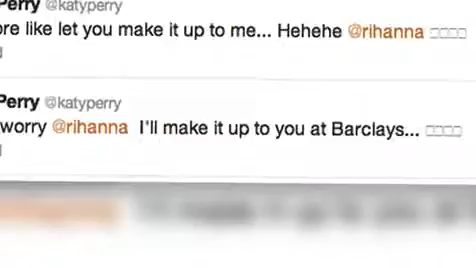 Perry @katyperry
ore like let you make it up to me... Hehehe @rihanna
Perry @katyperry
worry @rihanna I'll make it up to you at Barclays...